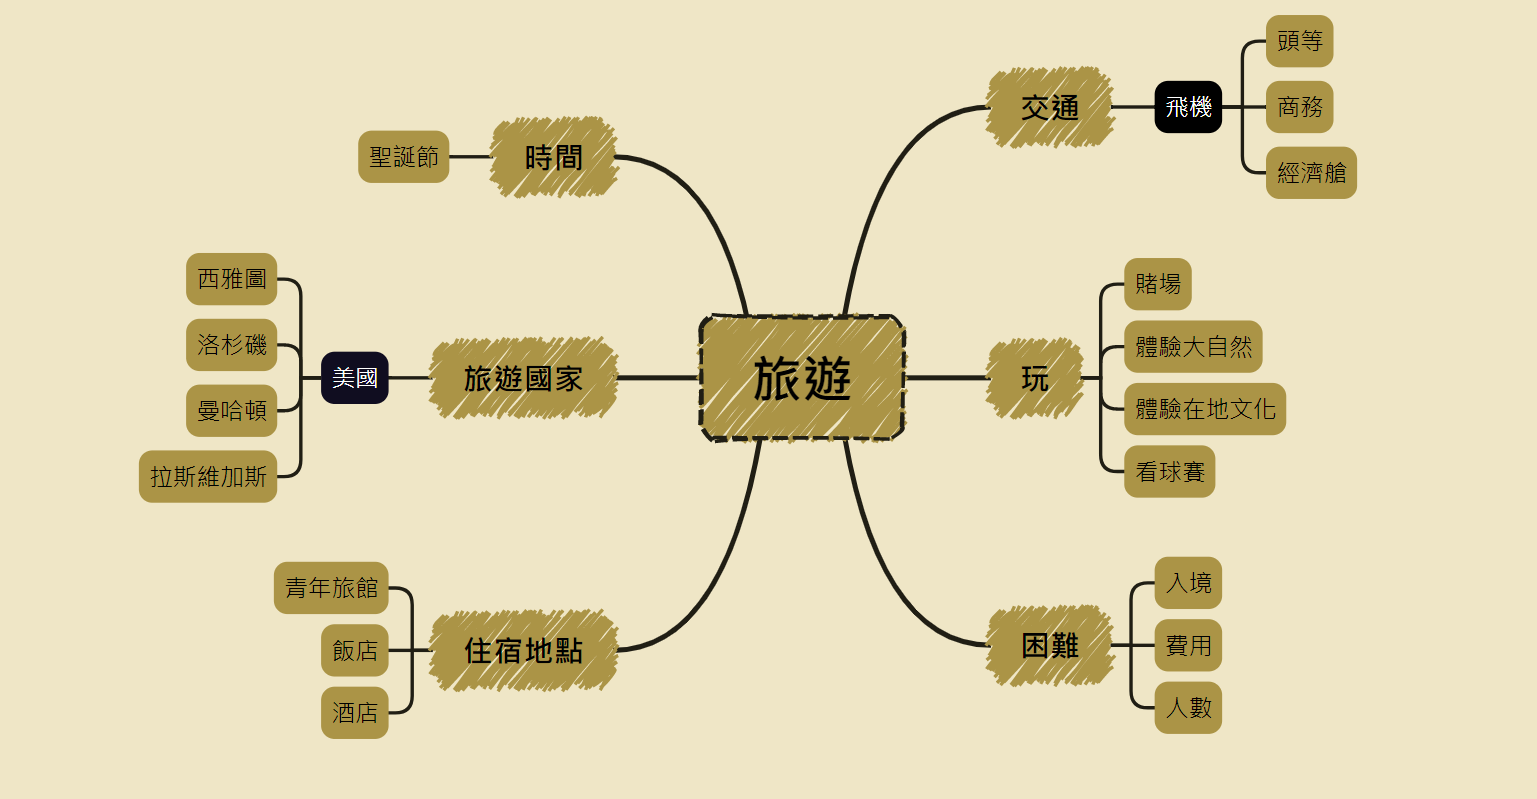 旅遊
交通
飛機
頭等
商務
經濟艙
玩
賭場
體驗大自然
體驗在地文化
看球賽
困難
入境
費用
人數
時間
聖誕節
旅遊國家
美國
西雅圖
洛杉磯
曼哈頓
拉斯維加斯
住宿地點
青年旅館
飯店
酒店